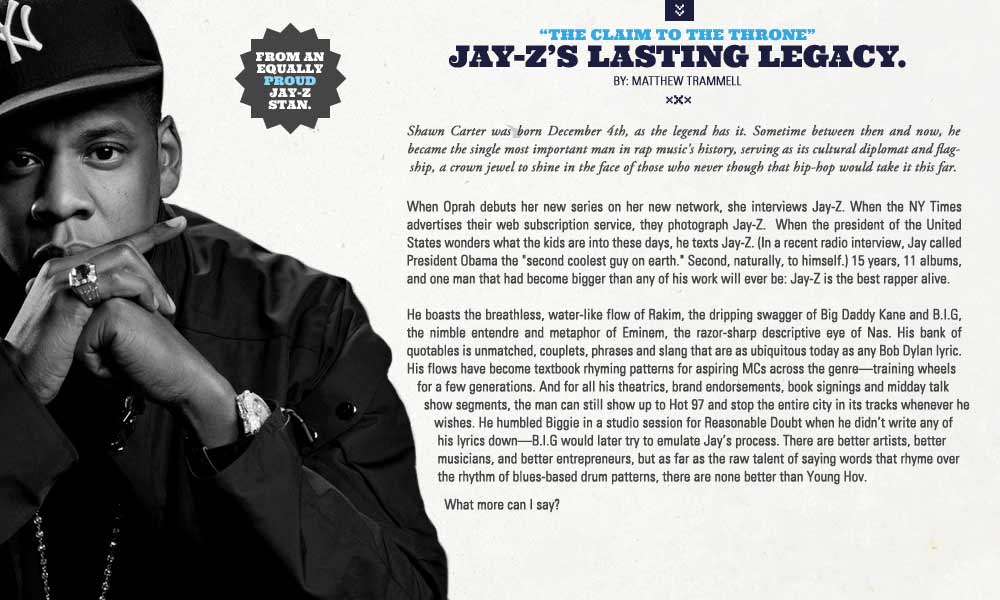 NY
FROM AN
EQUALLY
PROUD
JAY-Z
STAN.
“THE CLAIM TO THE THRONE”
JAY-Z’S LASTING LEGACY.
BY: MATTHEW TRAMMELL
Shawn Carter was born December 4th, as the legend has it. Sometime between then and now, he
became the single most important man in rap music's history, serving as its cultural diplomat and flag-
ship, a crown jewel to shine in the face of those who never though that hip-hop would take it this far.
When Oprah debuts her new series on her new network, she interviews Jay-Z. When the NY Times
advertises their web subscription service, they photograph Jay-Z. When the president of the United
States wonders what the kids are into these days, he texts Jay-Z. (In a recent radio interview, Jay called
President Obama the "second coolest guy on earth." Second, naturally, to himself.) 15 years, 11 albums,
and one man that had become bigger than any of his work will ever be: Jay-Z is the best rapper alive.
He boasts the breathless, water-like flow of Rakim, the dripping swagger of Big Daddy Kane and B.I.G,
the nimble entendre and metaphor of Eminem, the razor-sharp descriptive eye of Nas. His bank of
quotables is unmatched, couplets, phrases and slang that are as ubiquitous today as any Bob Dylan lyric.
His flows have become textbook rhyming patterns for aspiring MCs across the genre—training wheels
for a few generations. And for all his theatrics, brand endorsements, book signings and midday talk
show segments, the man can still show up to Hot 97 and stop the entire city in its tracks whenever he
wishes. He humbled Biggie in a studio session for Reasonable Doubt when he didn’t write any of
his lyrics down—B.I.G would later try to emulate Jay’s process. There are better artists, better
musicians, and better entrepreneurs, but as far as the raw talent of saying words that rhyme over
the rhythm of blues-based drum patterns, there are none better than Young Hov.
What more can I say?